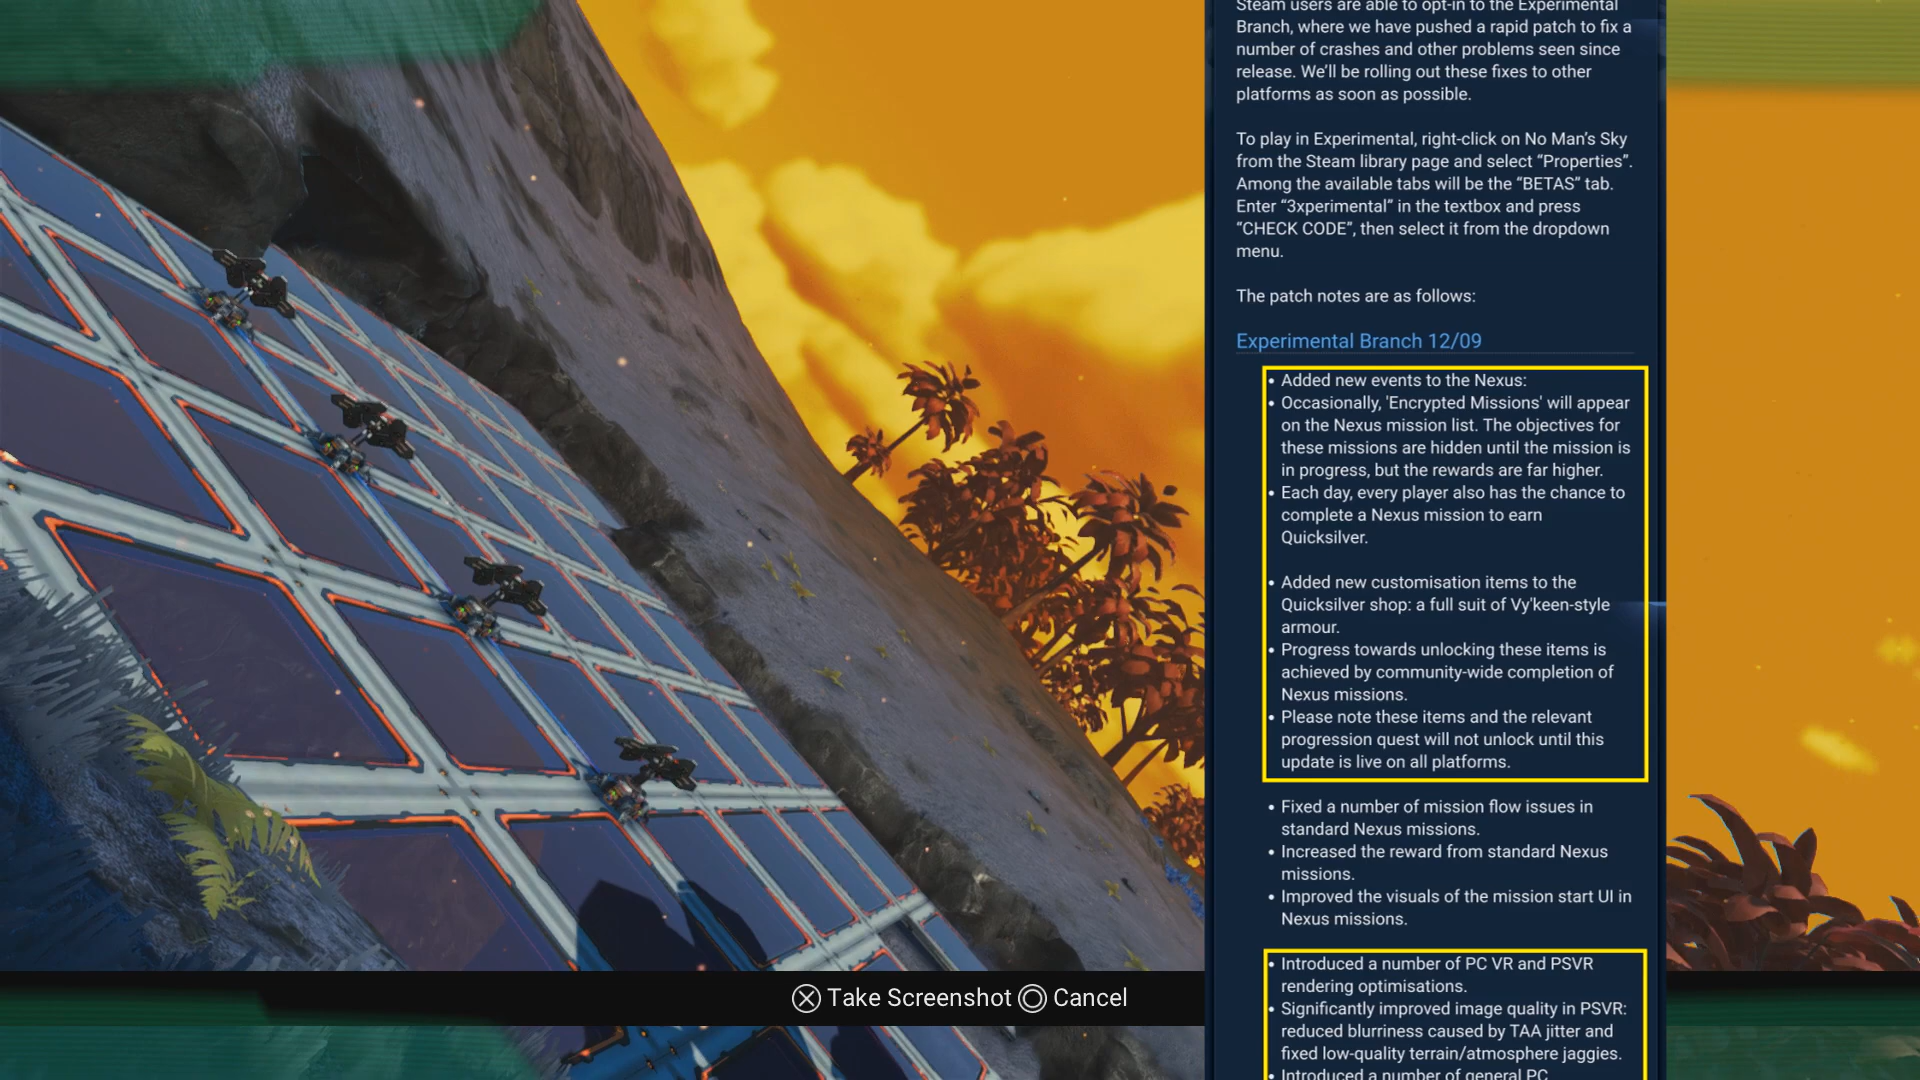 Steam users are able to opt-in to the Experimental
Branch, where we have pushed a rapid patch to fix a
number of crashes and other problems seen since
release. We'll be rolling out these fixes to other
platforms as soon as possible.
To play in Experimental, right-click on No Man's Sky
from the Steam library page and select “Properties”.
Among the available tabs will be the “BETAS” tab.
Enter “3xperimental” in the textbox and press
“CHECK CODE”, then select it from the dropdown
menu.
The patch notes are as follows:
Experimental Branch 12/09
• Added new events to the Nexus:
• Occasionally, 'Encrypted Missions' will appear
on the Nexus mission list. The objectives for
these missions are hidden until the mission is
in progress, but the rewards are far higher.
• Each day, every player also has the chance to
complete a Nexus mission to earn
Quicksilver.
• Added new customisation items to the
Quicksilver shop: a full suit of Vy'keen-style
armour.
• Progress towards unlocking these items is
achieved by community-wide completion of
Nexus missions.
• Please note these items and the relevant
progression quest will not unlock until this
update is live on all platforms.
• Fixed a number of mission flow issues in
standard Nexus missions.
• Increased the reward from standard Nexus
missions.
• Improved the visuals of the mission start UI in
Nexus missions.
• Introduced a number of PC VR and PSVR
rendering optimisations.
• Significantly improved image quality in PSVR:
reduced blurriness caused by TAA jitter and
fixed low-quality terrain/atmosphere jaggies.
• Introduced a number of general PC
Take Screenshot Cancel